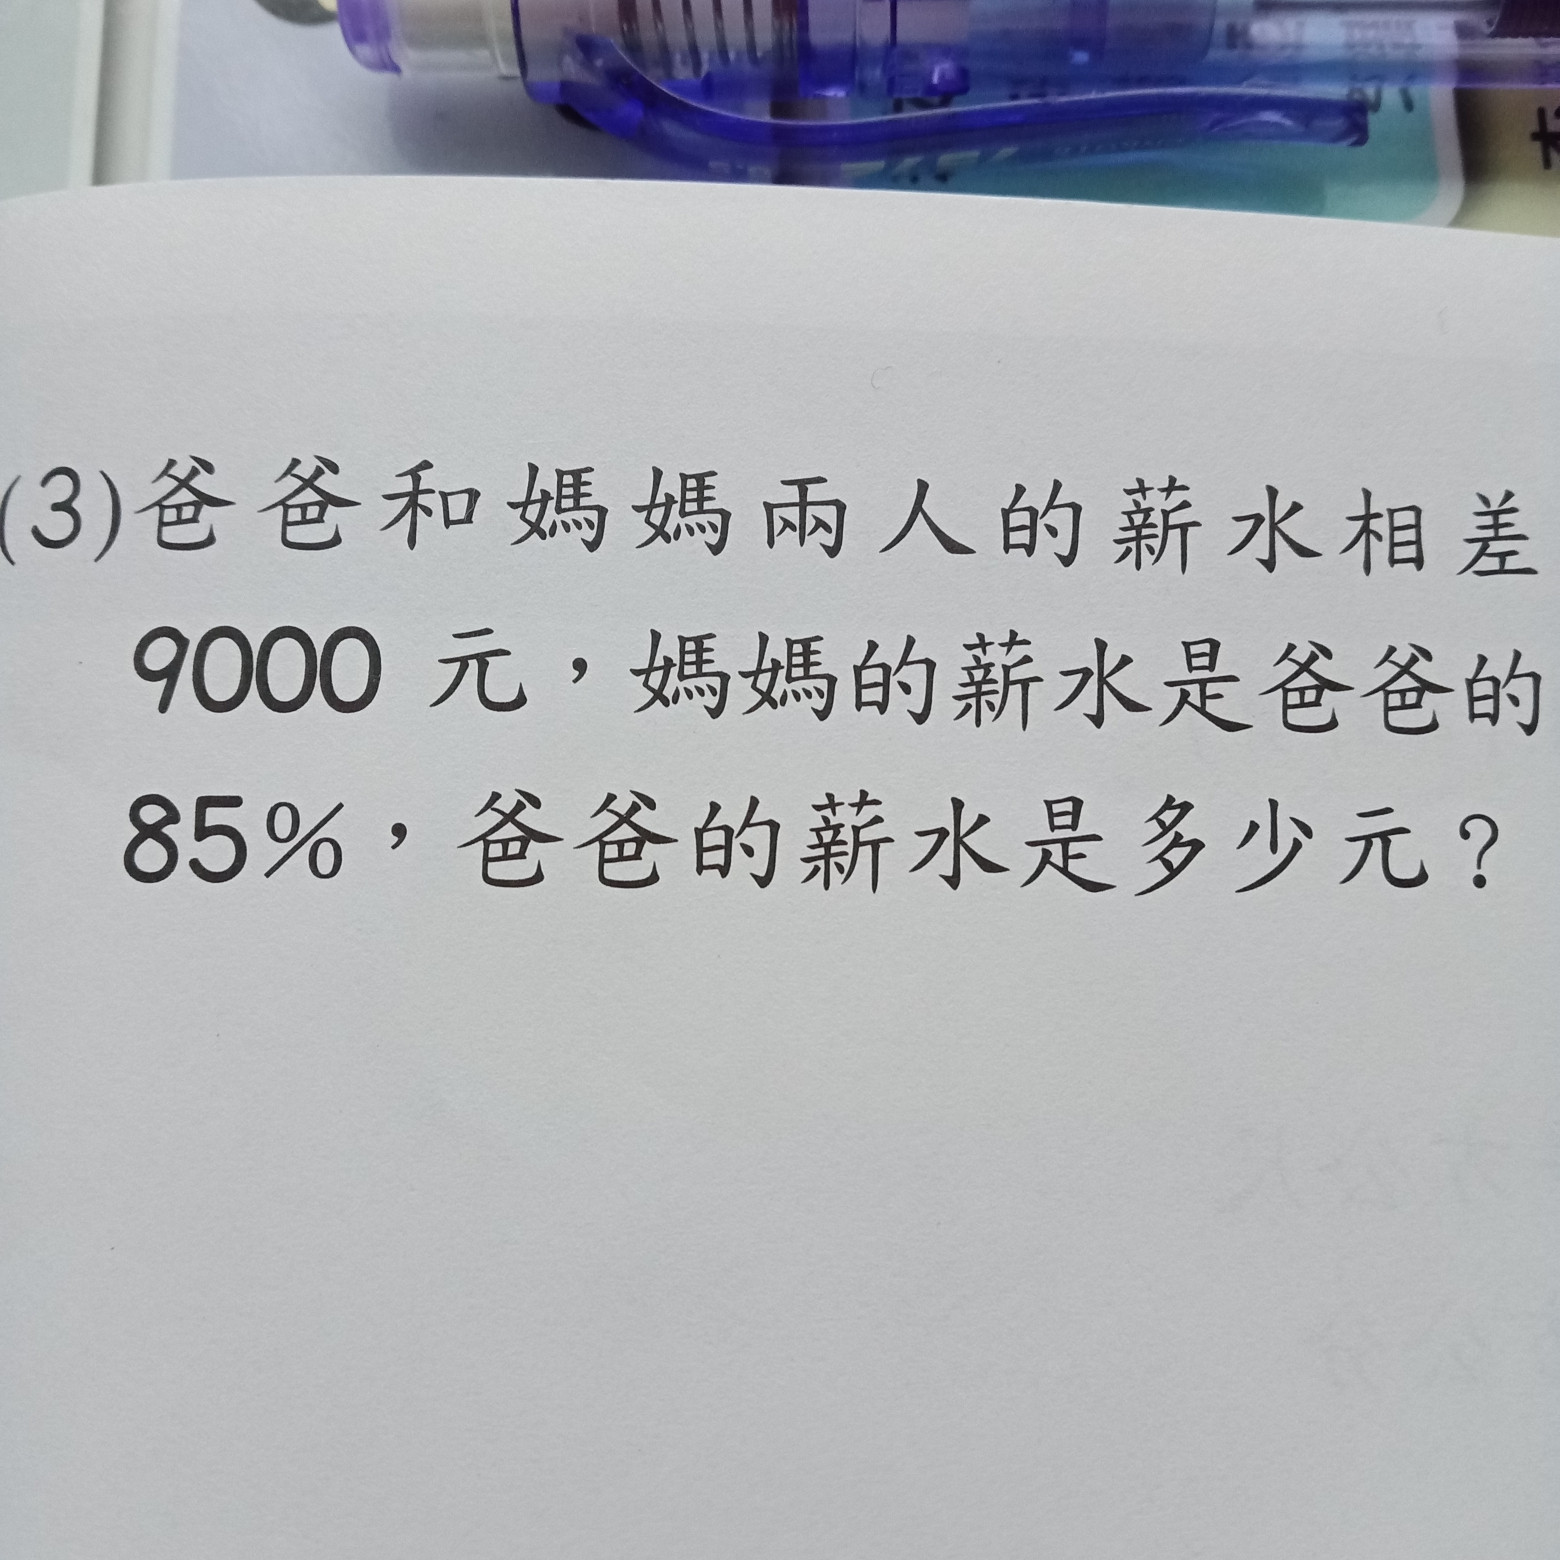 (3)爸爸和媽媽兩人的薪水相差
9000 元，媽媽的薪水是爸爸的
85%，爸爸的薪水是多少元？